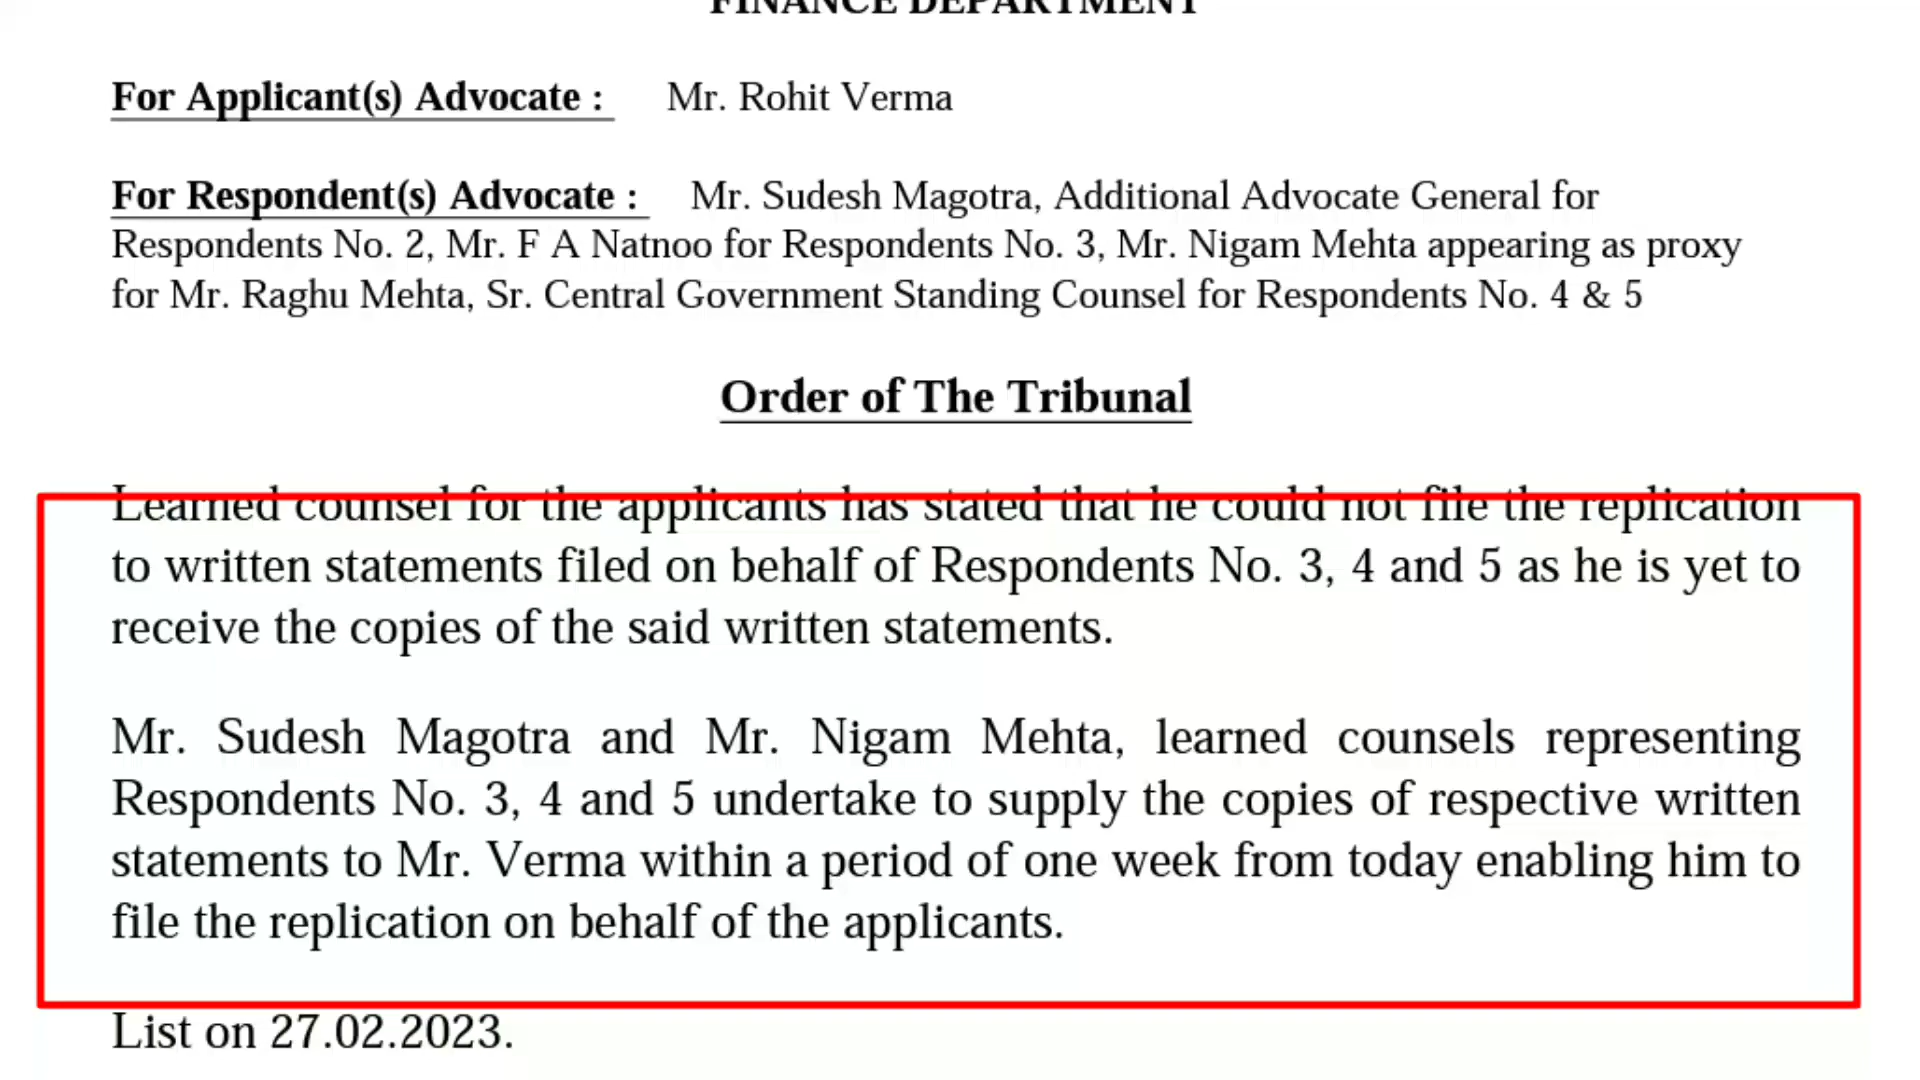 FINANCE DEPARTMENT
For Applicant(s) Advocate : Mr. Rohit Verma
For Respondent(s) Advocate : Mr. Sudesh Magotra, Additional Advocate General for
Respondents No. 2, Mr. F A Natnoo for Respondents No. 3, Mr. Nigam Mehta appearing as proxy
for Mr. Raghu Mehta, Sr. Central Government Standing Counsel for Respondents No. 4 & 5
Order of The Tribunal
Learned counsel for the applicants has stated that he could not file the replication
to written statements filed on behalf of Respondents No. 3, 4 and 5 as he is yet to
receive the copies of the said written statements.
Mr. Sudesh Magotra and Mr. Nigam Mehta, learned counsels representing
Respondents No. 3, 4 and 5 undertake to supply the copies of respective written
statements to Mr. Verma within a period of one week from today enabling him to
file the replication on behalf of the applicants.
List on 27.02.2023.